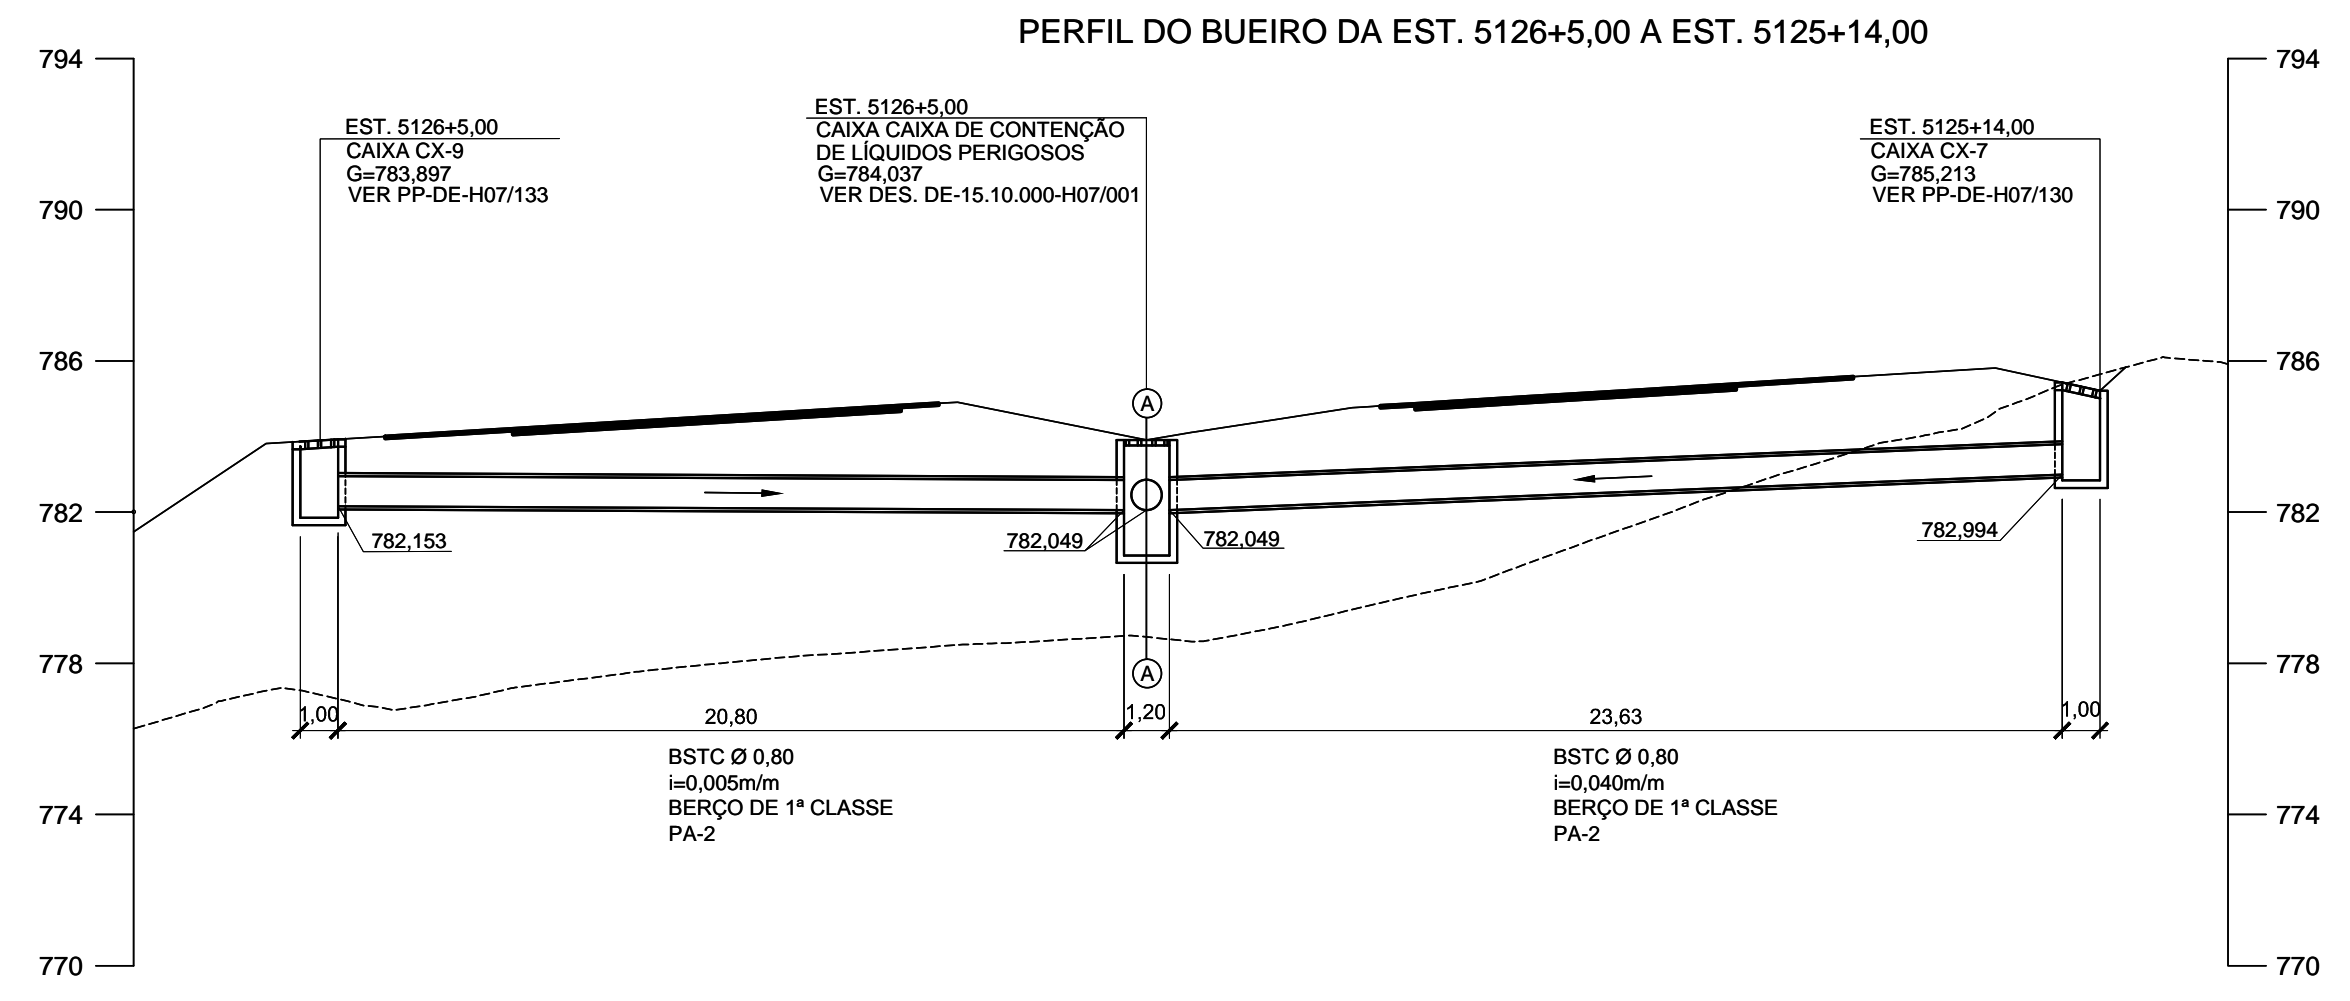 PERFIL DO BUEIRO DA EST. 5126+5,00 A EST. 5125+14,00
794
794
EST. 5126+5,00
CAIXA CX-9
G=783,897
VER PP-DE-H07/133
EST. 5126+5,00
CAIXA CAIXA DE CONTENÇÃO
DE LÍQUIDOS PERIGOSOS
G=784,037
VER DES. DE-15.10.000-H07/001
EST. 5125+14,00
CAIXA CX-7
G=785,213
VER PP-DE-H07/130
790
790
786
786
A
782
782
782,153
782,049
782,049
782,994
778
778
A
1,00
20,80
1,20
23,63
1,00
BSTC Ø 0,80
i=0,005m/m
BERÇO DE 1ª CLASSE
PA-2
BSTC Ø 0,80
i=0,040m/m
BERÇO DE 1ª CLASSE
PA-2
774
774
770
770